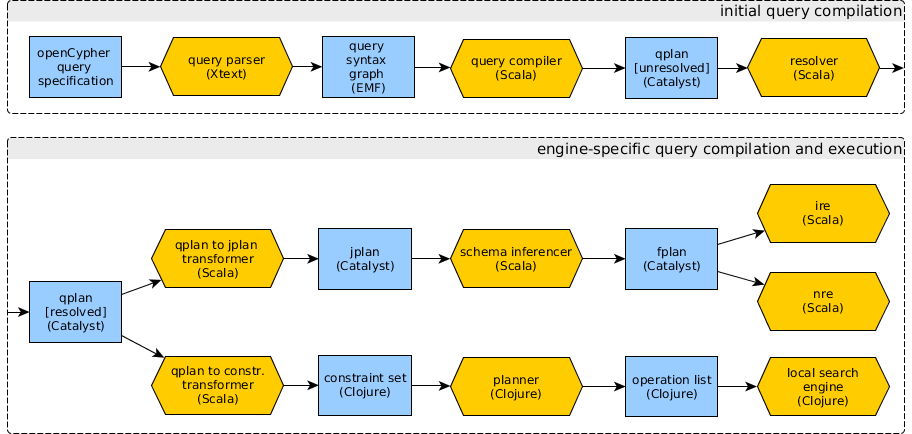 initial query compilation
openCypher
query
specification
query parser
(Xtext)
query
syntax
graph
(EMF)
query compiler
(Scala)
qplan
[unresolved]
(Catalyst)
resolver
(Scala)
engine-specific query compilation and execution
qplan
[resolved]
(Catalyst)
qplan to jplan
transformer
(Scala)
jplan
(Catalyst)
schema inferencer
(Scala)
fplan
(Catalyst)
ire
(Scala)
nre
(Scala)
qplan to constr.
transformer
(Scala)
constraint set
(Clojure)
planner
(Clojure)
operation list
(Clojure)
local search
engine
(Clojure)